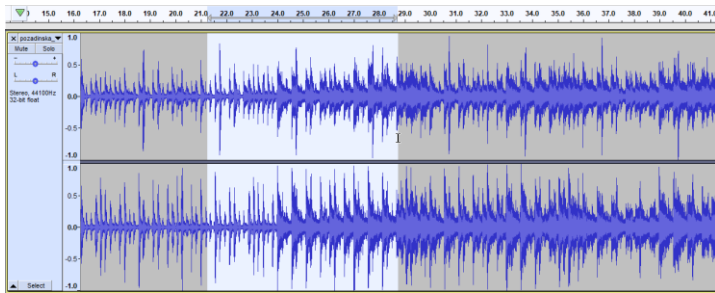 15.0 16.0 17.0 18.0 19.0 20.0 21.0 22.0 23.0 24.0 25.0 26.0 27.0 28.0 29.0 30.0 31.0 32.0 33.0 34.0 35.0 36.0 37.0 38.0 39.0 40.0 41.
× pozadinska_▼
Mute Solo
- +
L R
Stereo, 44100Hz
32-bit float
1.0
0.5-
0.0-
-0.5-
-1.0
1.0
0.5-
0.0-
-0.5-
-1.0
▲ Select